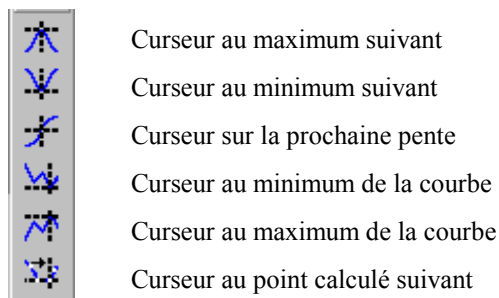 Curseur au maximum suivant
Curseur au minimum suivant
Curseur sur la prochaine pente
Curseur au minimum de la courbe
Curseur au maximum de la courbe
Curseur au point calculé suivant